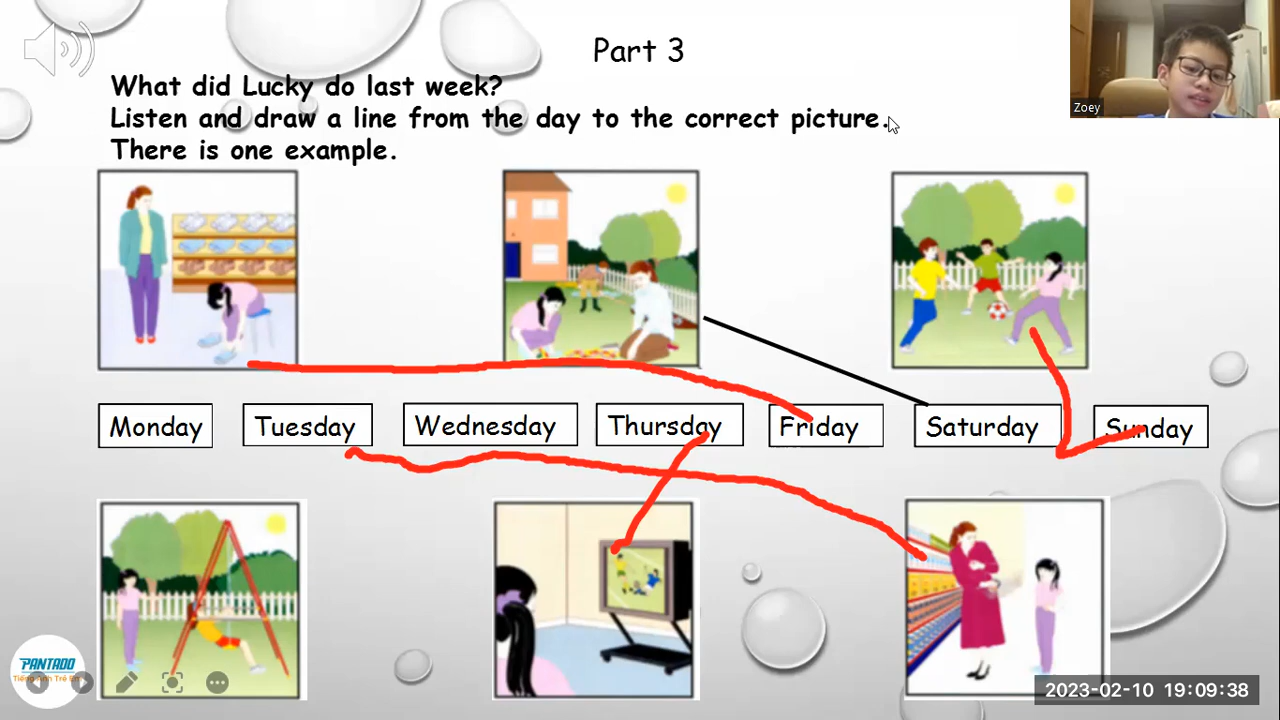 Part 3
What did Lucky do last week?
Listen and draw a line from the day to the correct picture.
There is one example.
Zoey
Monday Tuesday Wednesday Thursday Friday Saturday Sunday
PANTADO
2023-02-10 19:09:38